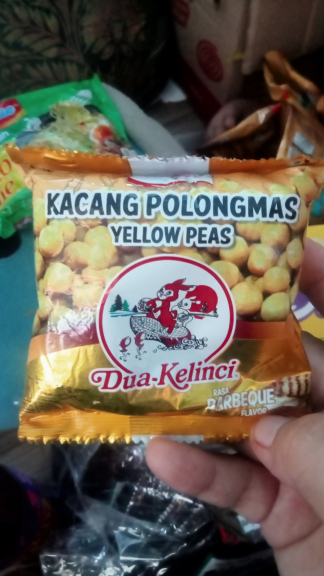 KACANG POLONGMAS
YELLOW PEAS
Dua-Kelinci
RASA
BARBEQUE
FLAVOR